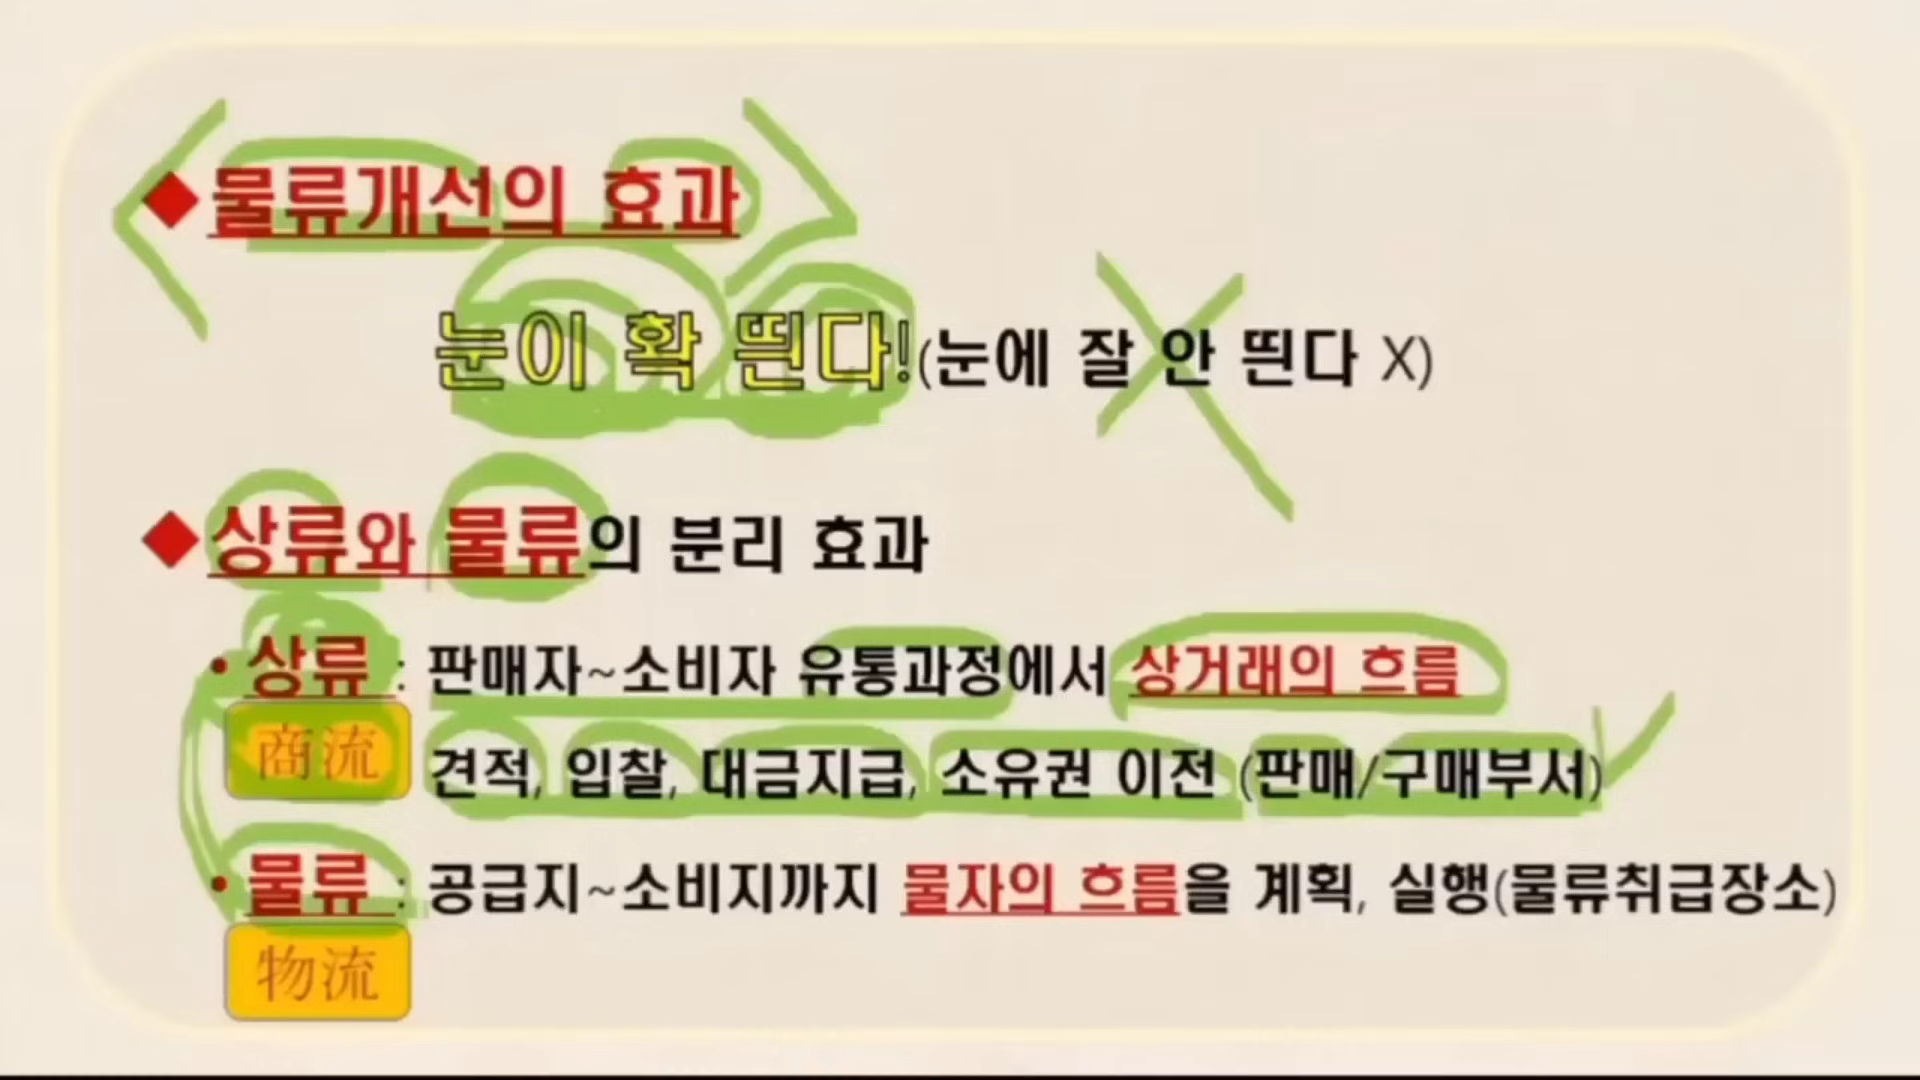 ◆물류개선의 효과
눈이 확 띈다!(눈에 잘 안 띈다 X)
◆상류와 물류의 분리 효과
• 상류 : 판매자~소비자 유통과정에서 상거래의 흐름
商流 견적, 입찰, 대금지급, 소유권 이전 (판매/구매부서)
• 물류 : 공급지~소비지까지 물자의 흐름을 계획, 실행(물류취급장소)
物流